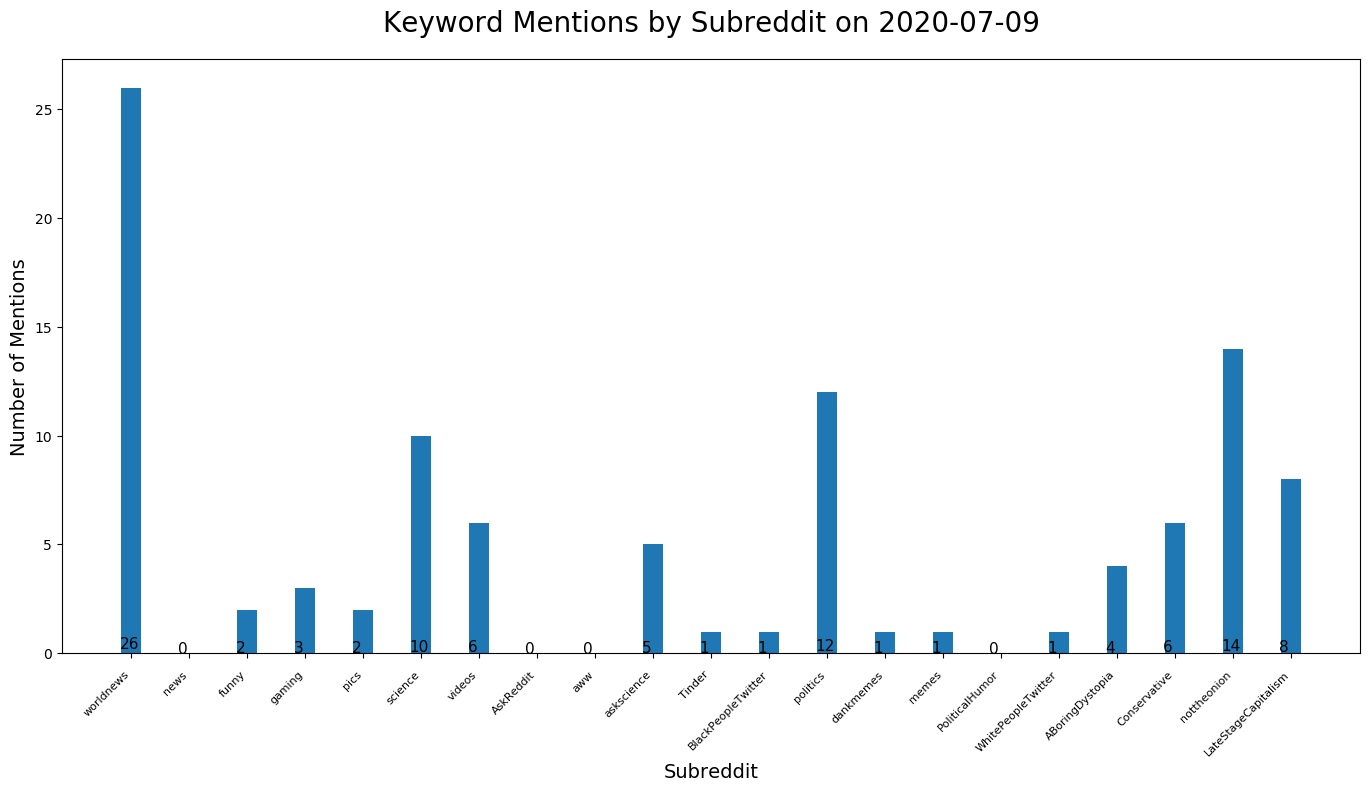 Keyword Mentions by Subreddit on 2020-07-09
Number of Mentions
25
20
15
10
5
0
26 0 2 3 2 10 6 0 0 5 1 1 12 1 1 0 1 4 6 14 8
worldnews
news
funny
gaming
pics
science
videos
AskReddit
aww
askscience
Tinder
BlackPeopleTwitter
politics
dankmemes
memes
PoliticalHumor
WhitePeopleTwitter
ABoringDystopia
Conservative
nottheonion
LateStageCapitalism
Subreddit